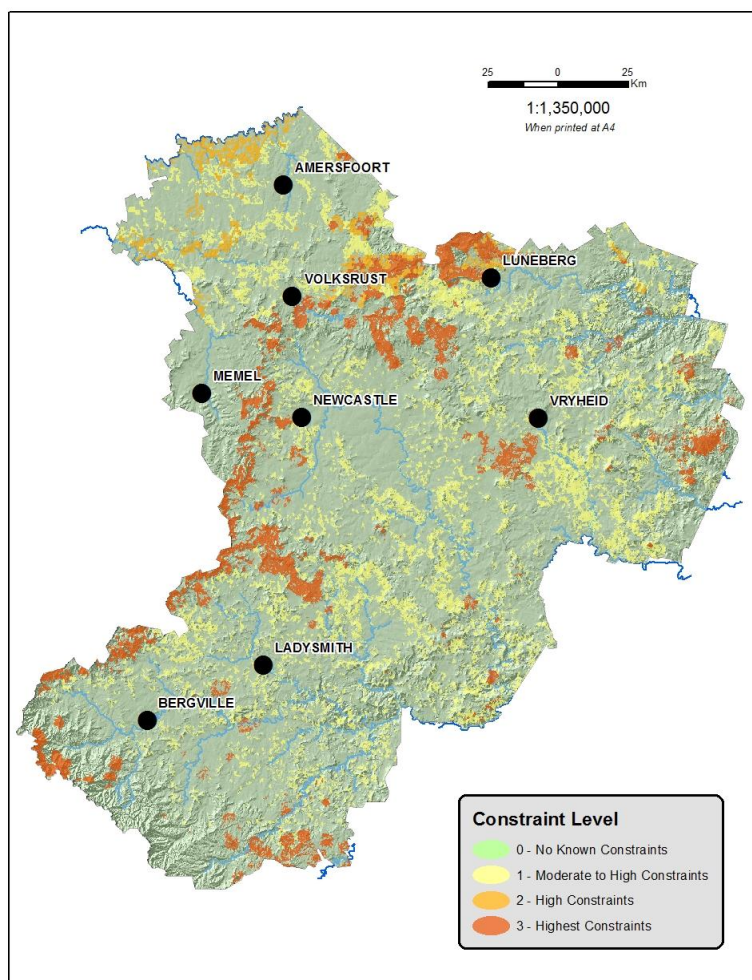 25 0 25
Km
1:1,350,000
When printed at A4
AMERSFOORT
LUNEBERG
VOLKSRUST
MEMEL
NEWCASTLE
VRYHEID
LADYSMITH
BERGVILLE
Constraint Level
0 - No Known Constraints
1 - Moderate to High Constraints
2 - High Constraints
3 - Highest Constraints